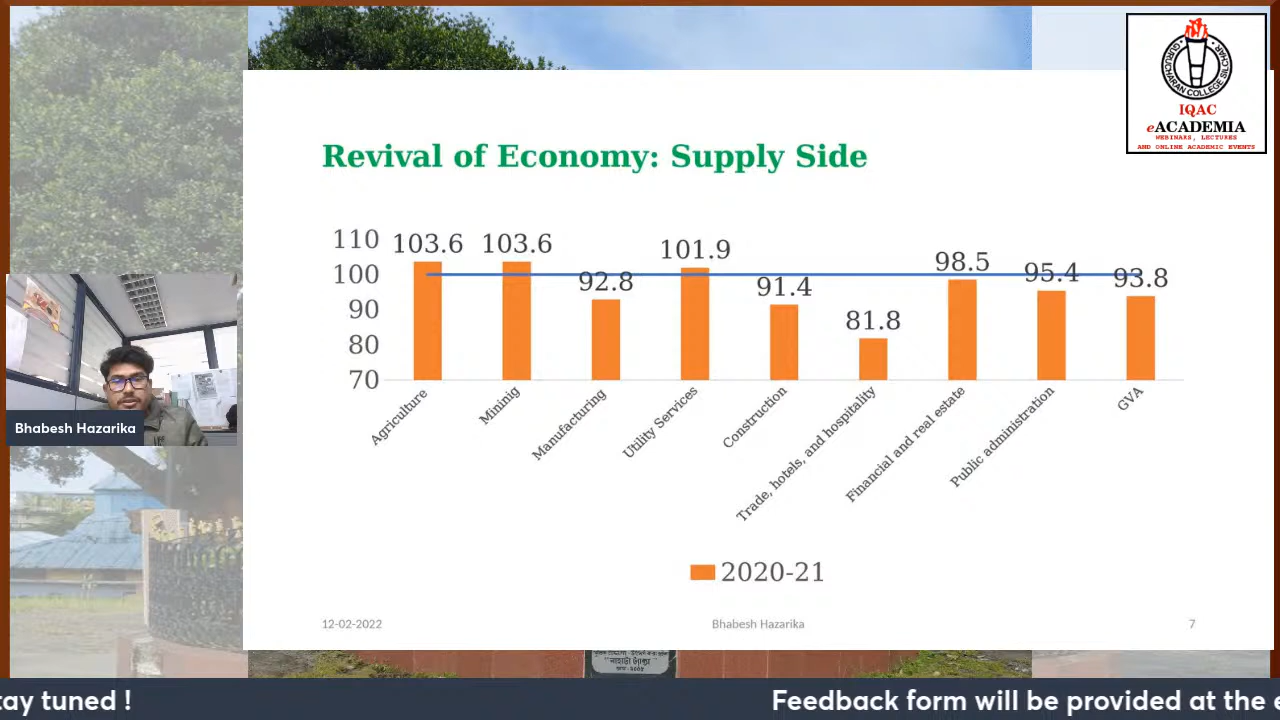 GURUCHARAN COLLEGE SILCHAR
IQAC
eACADEMIA
WEBINARS, LECTURES
AND ONLINE ACADEMIC EVENTS
Revival of Economy: Supply Side
110
100
90
80
70
103.6
103.6
92.8
101.9
91.4
81.8
98.5
95.4
93.8
Agriculture
Mininig
Manufacturing
Utility Services
Construction
Trade, hotels, and hospitality
Financial and real estate
Public administration
GVA
2020-21
12-02-2022
Bhabesh Hazarika
7
Bhabesh Hazarika
tay tuned !
Feedback form will be provided at the e